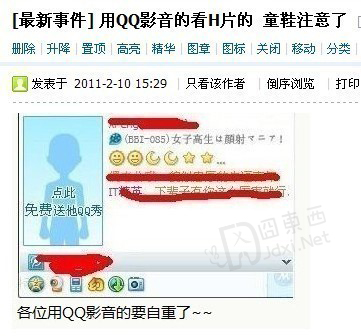 [最新事件] 用QQ影音的看H片的 童鞋注意了
删除 | 升降 | 置顶 | 高亮 | 精华 | 图章 | 图标 | 关闭 | 移动 | 分类
发表于 2011-2-10 15:29 | 只看该作者 | 倒序浏览 | 打印
(BBI-085)女子高生は顔射マニア!
点此
免费送他QQ秀
IT精英
囧東西
Jdxi.Net
各位用QQ影音的要自重了~~